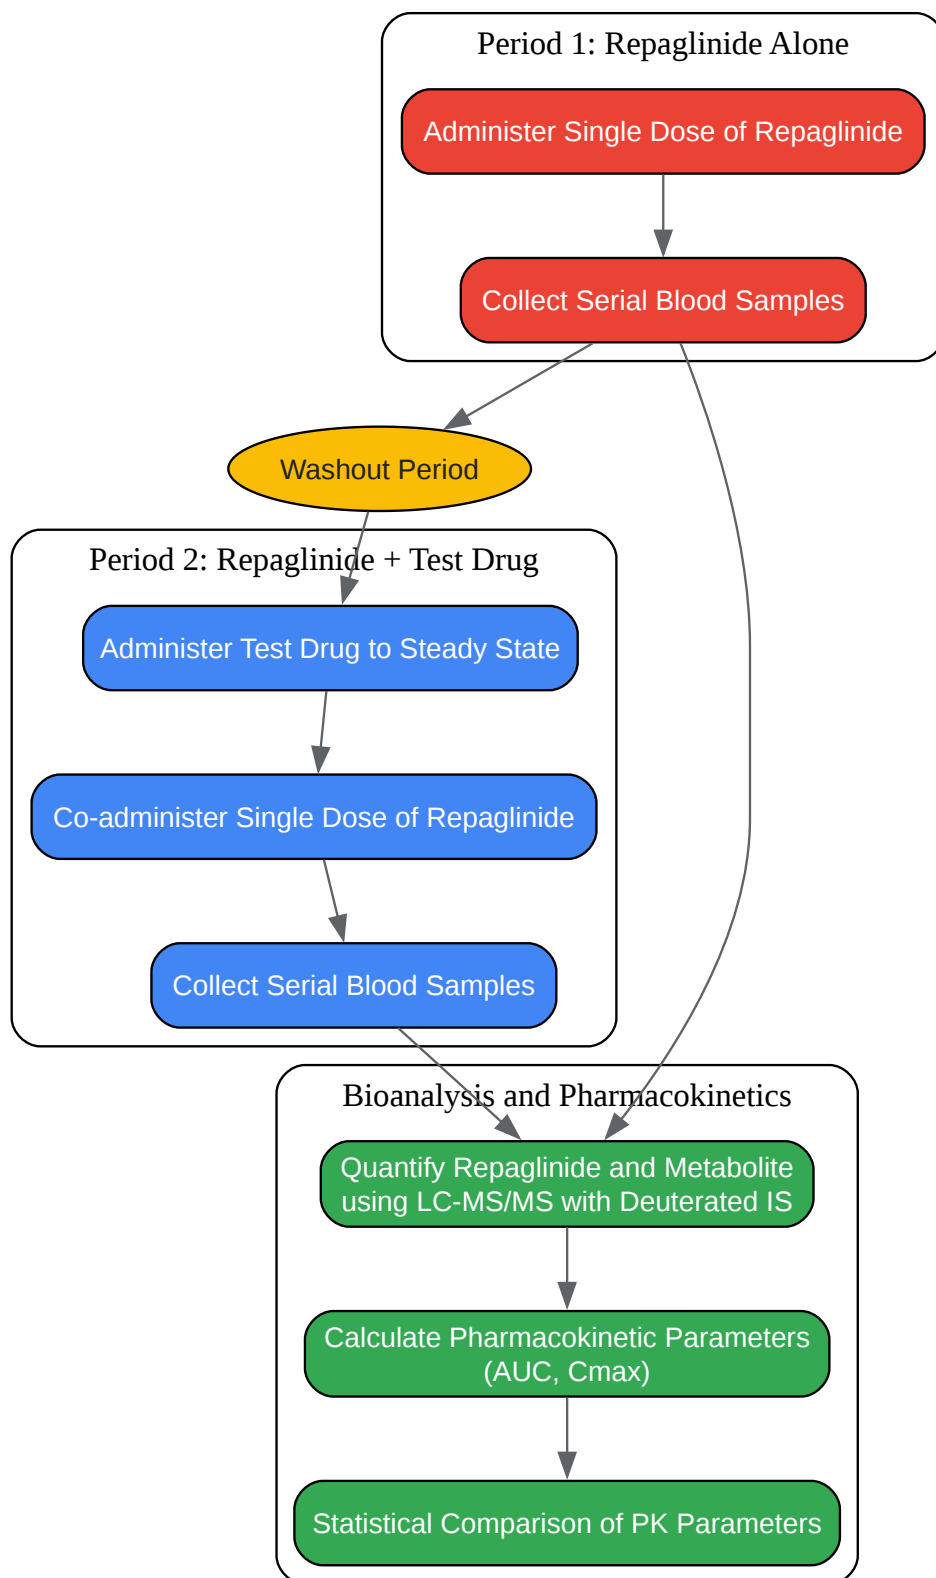 Period 1: Repaglinide Alone
Administer Single Dose of Repaglinide
Collect Serial Blood Samples
Washout Period
Period 2: Repaglinide + Test Drug
Administer Test Drug to Steady State
Co-administer Single Dose of Repaglinide
Collect Serial Blood Samples
Bioanalysis and Pharmacokinetics
Quantify Repaglinide and Metabolite
using LC-MS/MS with Deuterated IS
Calculate Pharmacokinetic Parameters
(AUC, Cmax)
Statistical Comparison of PK Parameters